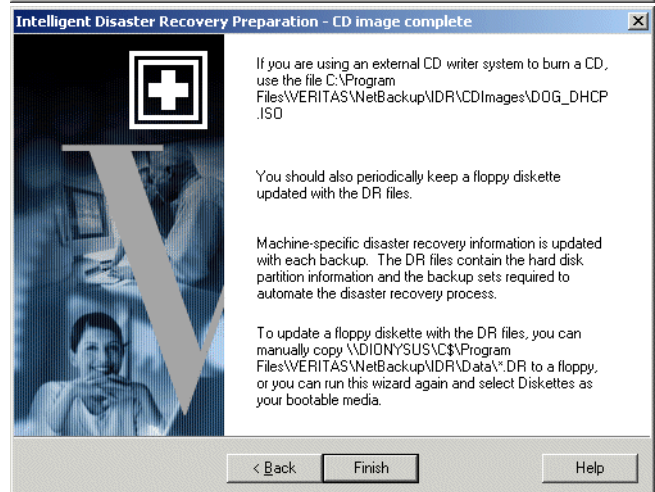 Intelligent Disaster Recovery Preparation - CD image complete
If you are using an external CD writer system to burn a CD,
use the file C:\Program
Files\VERITAS\NetBackup\IDR\CDImages\DOG_DHCP
.ISO
You should also periodically keep a floppy diskette
updated with the DR files.
Machine-specific disaster recovery information is updated
with each backup.  The DR files contain the hard disk
partition information and the backup sets required to
automate the disaster recovery process.
To update a floppy diskette with the DR files, you can
manually copy \\DIONYSUS\C$\Program
Files\VERITAS\NetBackup\IDR\Data\*.DR to a floppy,
or you can run this wizard again and select Diskettes as
your bootable media.
< Back Finish Help